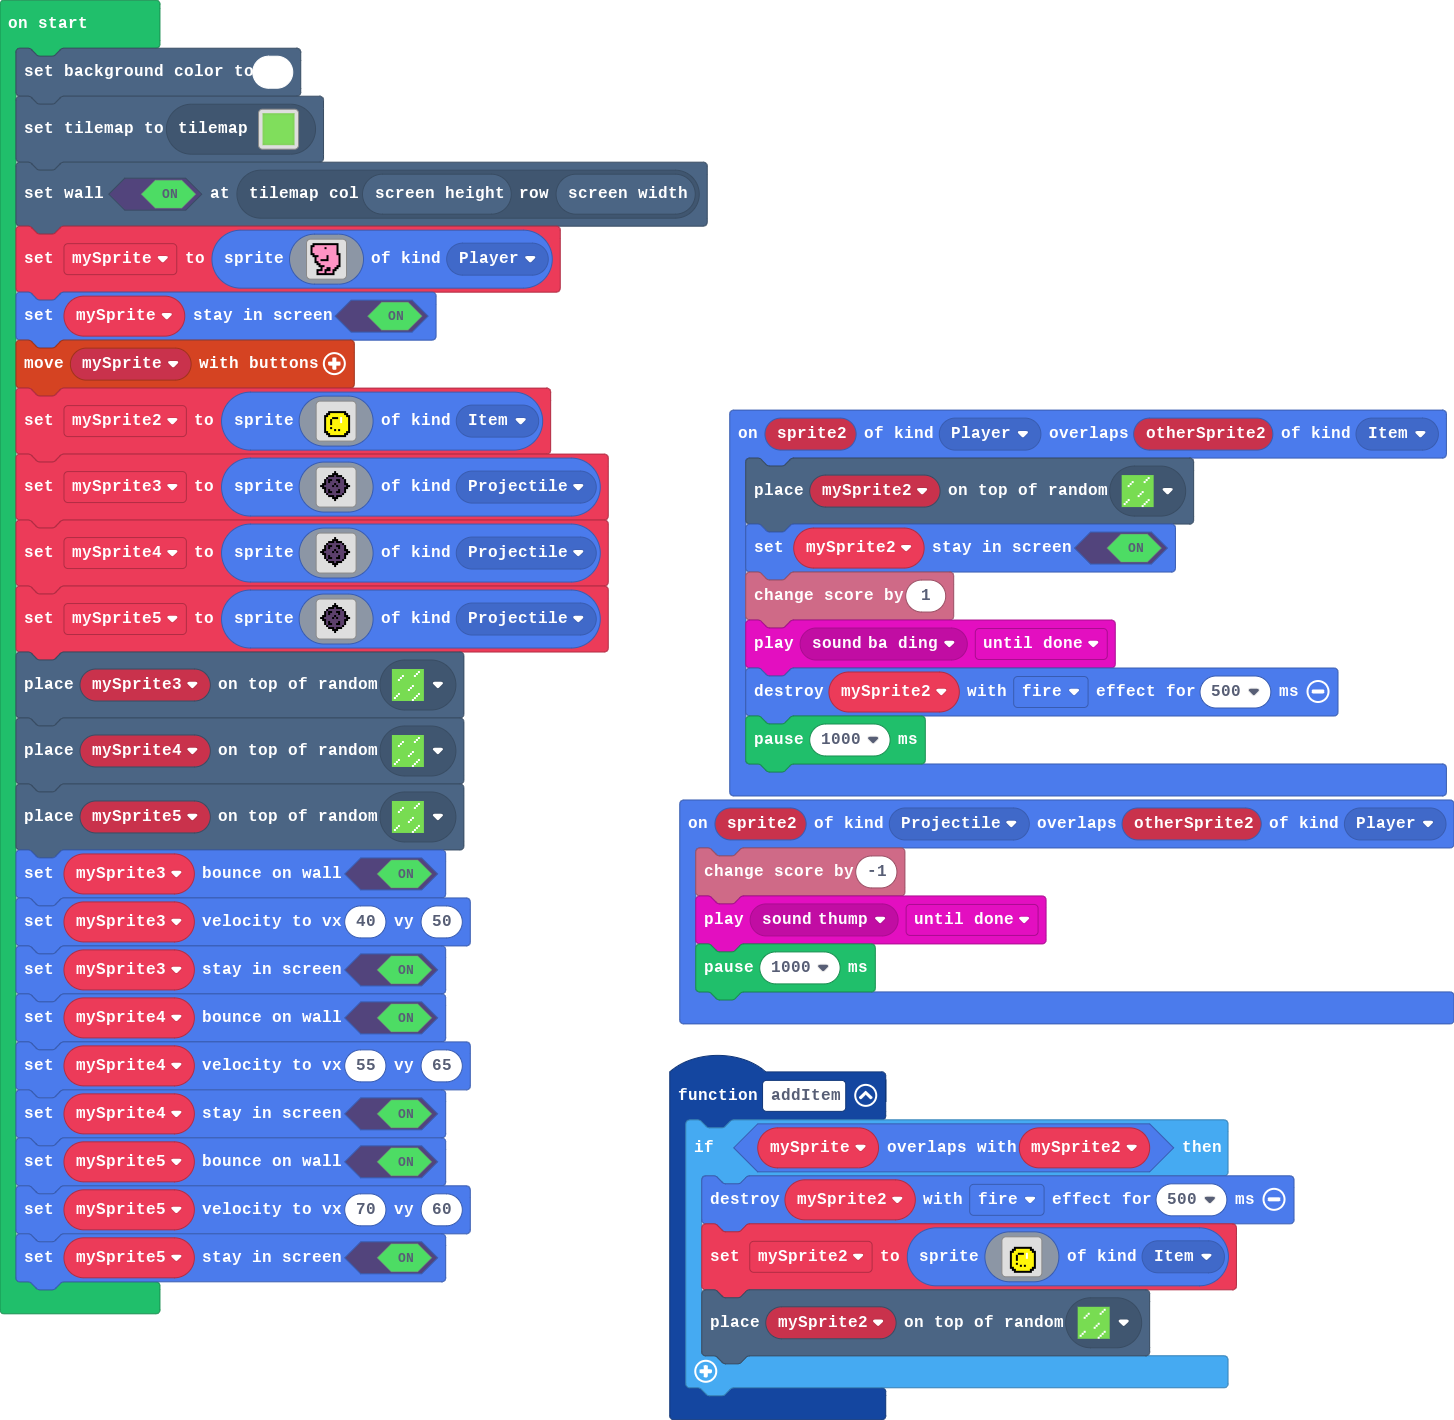 on start
set background color to
set tilemap to tilemap
set wall ON at tilemap col screen height row screen width
set mySprite to sprite of kind Player
set mySprite stay in screen ON
move mySprite with buttons
set mySprite2 to sprite of kind Item
set mySprite3 to sprite of kind Projectile
set mySprite4 to sprite of kind Projectile
set mySprite5 to sprite of kind Projectile
place mySprite3 on top of random
place mySprite4 on top of random
place mySprite5 on top of random
set mySprite3 bounce on wall ON
set mySprite3 velocity to vx 40 vy 50
set mySprite3 stay in screen ON
set mySprite4 bounce on wall ON
set mySprite4 velocity to vx 55 vy 65
set mySprite4 stay in screen ON
set mySprite5 bounce on wall ON
set mySprite5 velocity to vx 70 vy 60
set mySprite5 stay in screen ON
on sprite2 of kind Player overlaps otherSprite2 of kind Item
place mySprite2 on top of random
set mySprite2 stay in screen ON
change score by 1
play sound ba ding until done
destroy mySprite2 with fire effect for 500 ms
pause 1000 ms
on sprite2 of kind Projectile overlaps otherSprite2 of kind Player
change score by -1
play sound thump until done
pause 1000 ms
function addItem
if mySprite overlaps with mySprite2 then
destroy mySprite2 with fire effect for 500 ms
set mySprite2 to sprite of kind Item
place mySprite2 on top of random